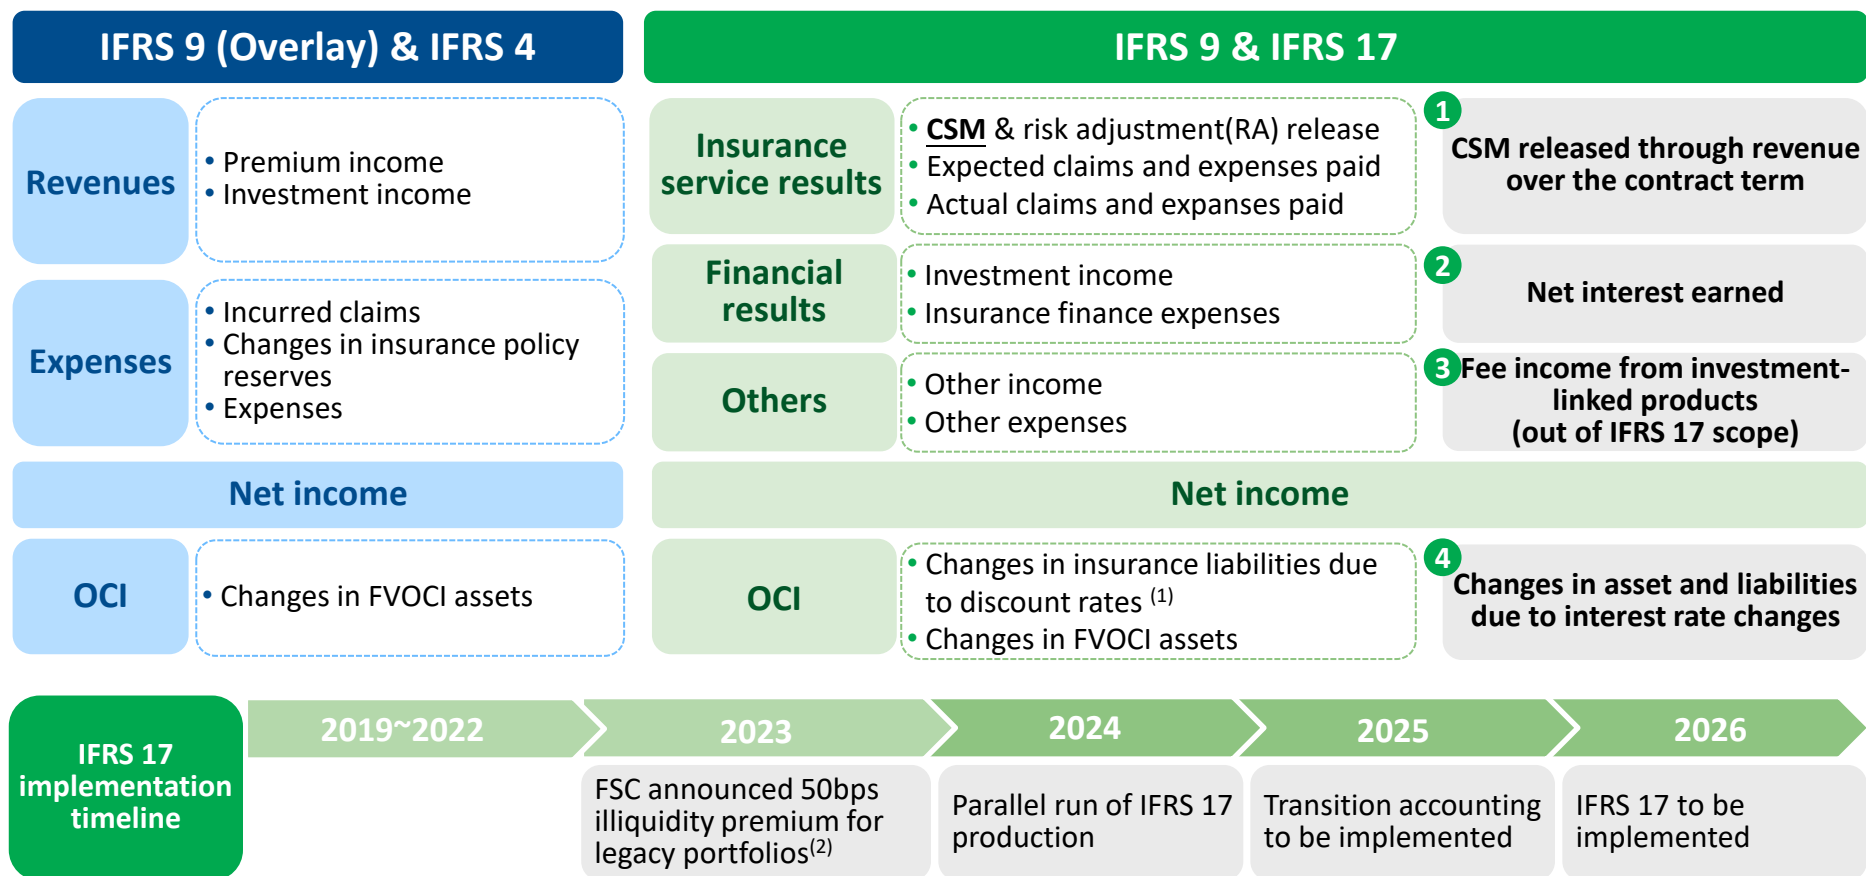 IFRS 9 (Overlay) & IFRS 4
Revenues
• Premium income
• Investment income
Expenses
• Incurred claims
• Changes in insurance policy
reserves
• Expenses
Net income
OCI
• Changes in FVOCI assets
IFRS 9 & IFRS 17
Insurance
service results
• CSM & risk adjustment(RA) release
• Expected claims and expenses paid
• Actual claims and expanses paid
1
CSM released through revenue
over the contract term
Financial
results
• Investment income
• Insurance finance expenses
2
Net interest earned
Others
• Other income
• Other expenses
3
Fee income from investment-
linked products
(out of IFRS 17 scope)
Net income
OCI
• Changes in insurance liabilities due
to discount rates (1)
• Changes in FVOCI assets
4
Changes in asset and liabilities
due to interest rate changes
IFRS 17
implementation
timeline
2019~2022
2023
FSC announced 50bps
illiquidity premium for
legacy portfolios(2)
2024
Parallel run of IFRS 17
production
2025
Transition accounting
to be implemented
2026
IFRS 17 to be
implemented